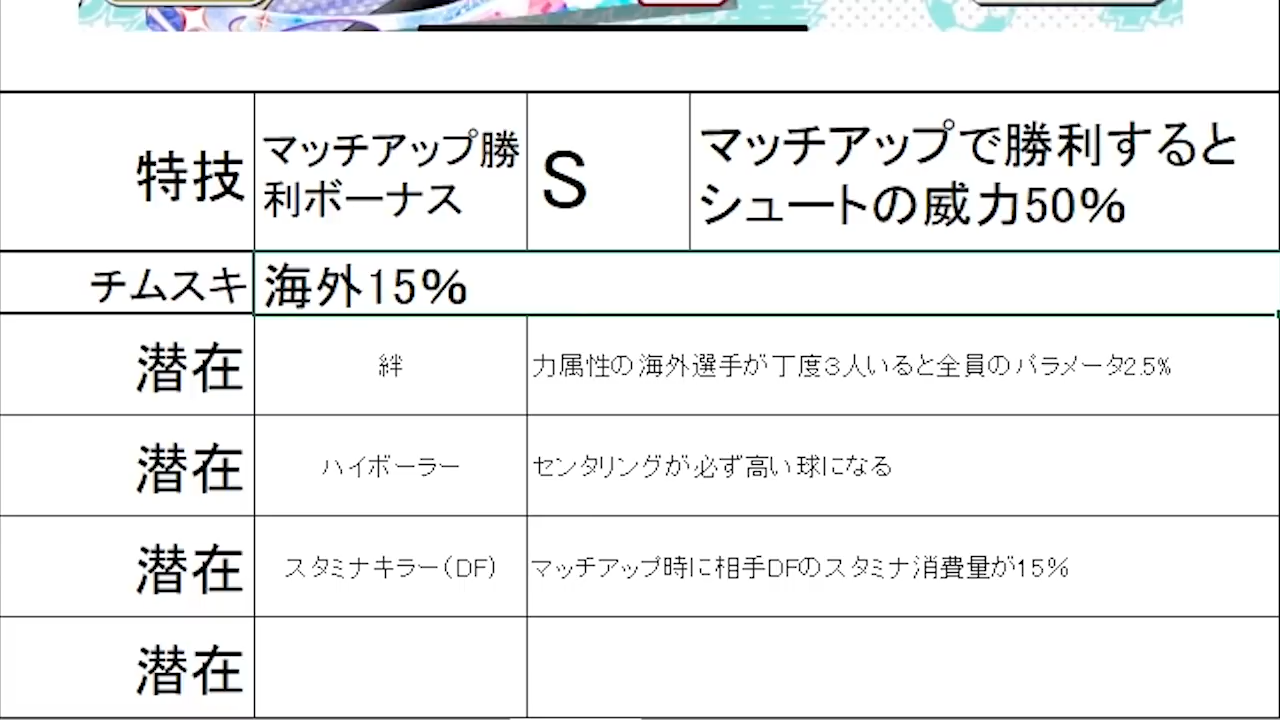 特技
マッチアップ勝
利ボーナス
S
マッチアップで勝利すると
シュートの威力50%
チムスキ
海外15%
潜在
絆
力属性の海外選手が丁度3人いると全員のパラメータ2.5%
潜在
ハイボーラー
センタリングが必ず高い球になる
潜在
スタミナキラー(DF)
マッチアップ時に相手DFのスタミナ消費量が15%
潜在